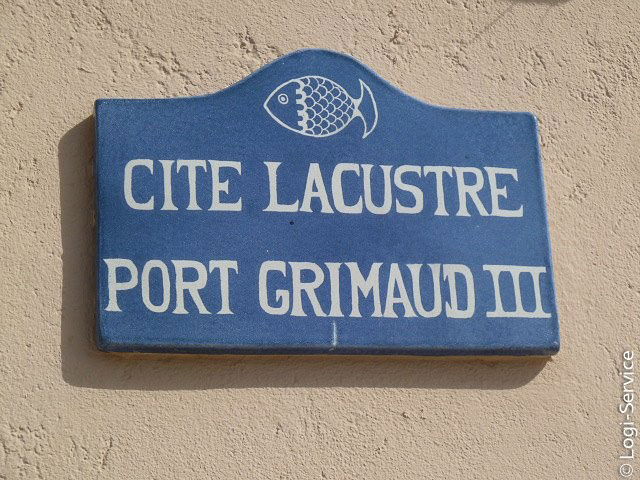 CITE LACUSTRE
PORT GRIMAUD III
© Logi-Service